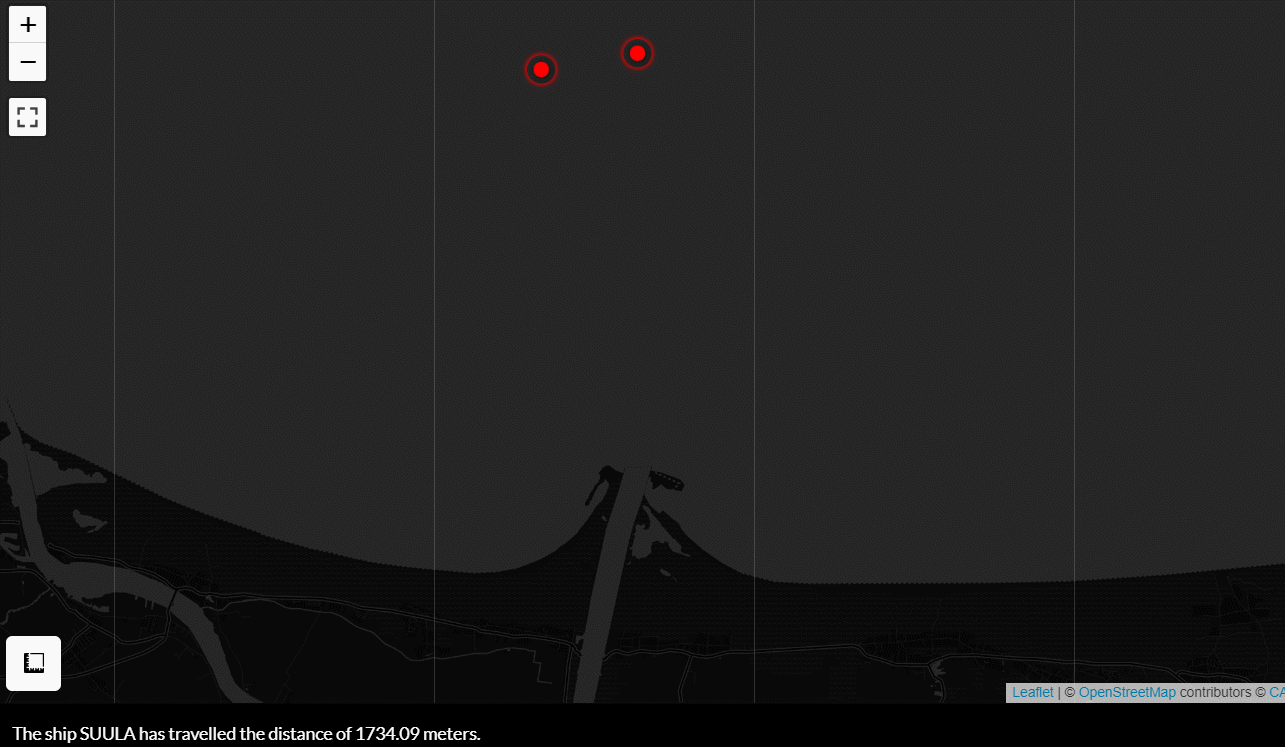 +
−
Leaflet | © OpenStreetMap contributors © CA
The ship SUULA has travelled the distance of 1734.09 meters.